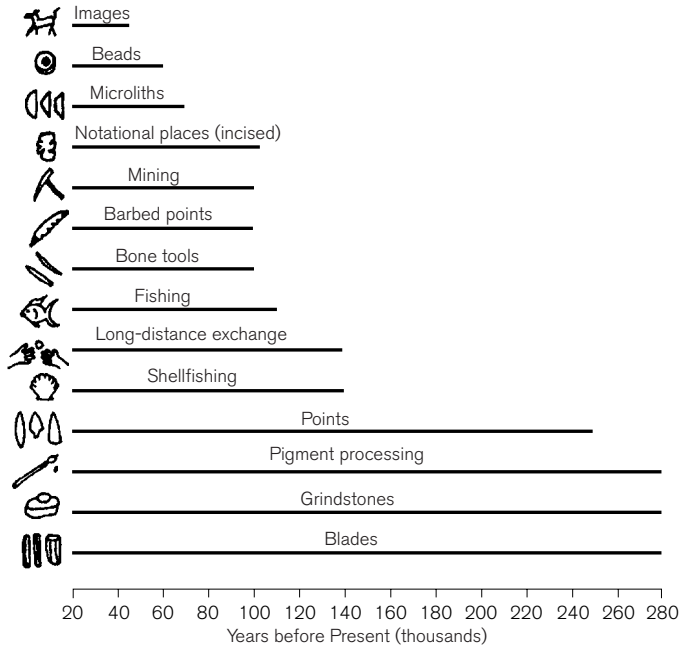 Images
Beads
Microliths
Notational places (incised)
Mining
Barbed points
Bone tools
Fishing
Long-distance exchange
Shellfishing
Points
Pigment processing
Grindstones
Blades
20 40 60 80 100 120 140 160 180 200 220 240 260 280
Years before Present (thousands)